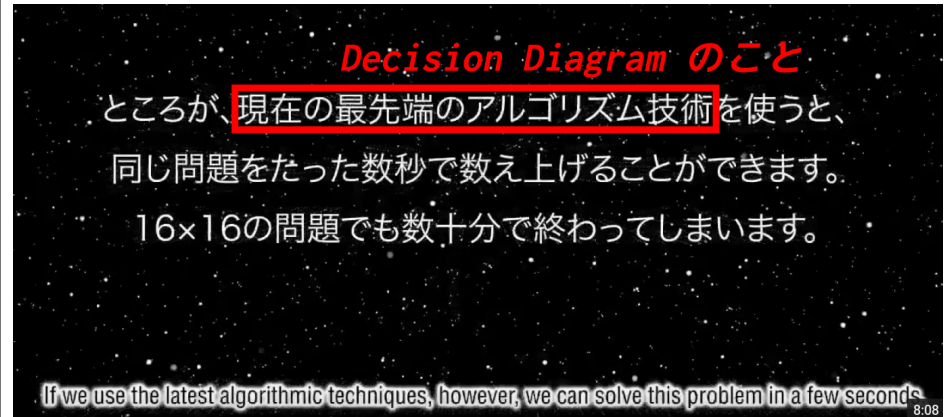 Decision Diagram のこと
ところが、現在の最先端のアルゴリズム技術を使うと、
同じ問題をたった数秒で数え上げることができます。
16×16の問題でも数十分で終わってしまいます。
If we use the latest algorithmic techniques, however, we can solve this problem in a few seconds.
8:08